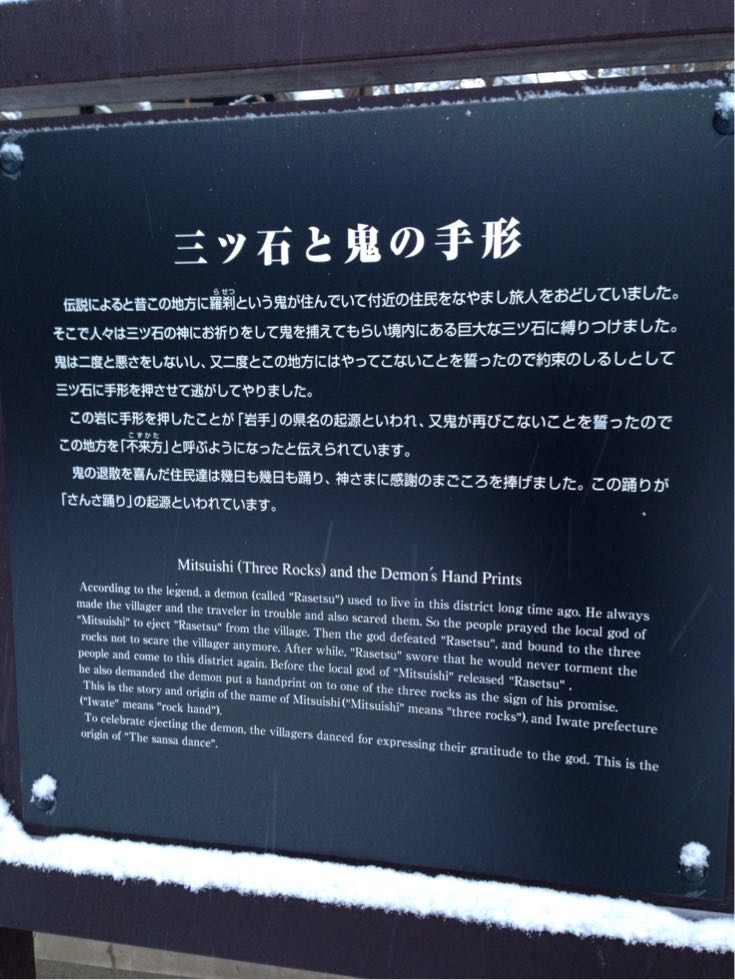 三ツ石と鬼の手形
らせつ
伝説によると昔この地方に羅刹という鬼が住んでいて付近の住民をなやまし旅人をおどしていました。
そこで人々は三ツ石の神にお祈りをして鬼を捕えてもらい境内にある巨大な三ツ石に縛りつけました。
鬼は二度と悪さをしないし、又二度とこの地方にはやってこないことを誓ったので約束のしるしとして
三ツ石に手形を押させて逃がしてやりました。
この岩に手形を押したことが「岩手」の県名の起源といわれ、又鬼が再びこないことを誓ったので
こずかた
この地方を「不来方」と呼ぶようになったと伝えられています。
鬼の退散を喜んだ住民達は幾日も幾日も踊り、神さまに感謝のまごころを捧げました。この踊りが
「さんさ踊り」の起源といわれています。
Mitsuishi (Three Rocks) and the Demon's Hand Prints
According to the legend, a demon (called "Rasetsu") used to live in this district long time ago. He always
made the villager and the traveler in trouble and also scared them. So the people prayed the local god of
"Mitsuishi" to eject "Rasetsu" from the village. Then the god defeated "Rasetsu", and bound to the three
rocks not to scare the villager anymore. After while, "Rasetsu" swore that he would never torment the
people and come to this district again. Before the local god of "Mitsuishi" released "Rasetsu" ,
he also demanded the demon put a handprint on to one of the three rocks as the sign of his promise.
This is the story and origin of the name of Mitsuishi ("Mitsuishi" means "three rocks"), and Iwate prefecture
("Iwate" means "rock hand").
To celebrate ejecting the demon, the villagers danced for expressing their gratitude to the god. This is the
origin of "The sansa dance".